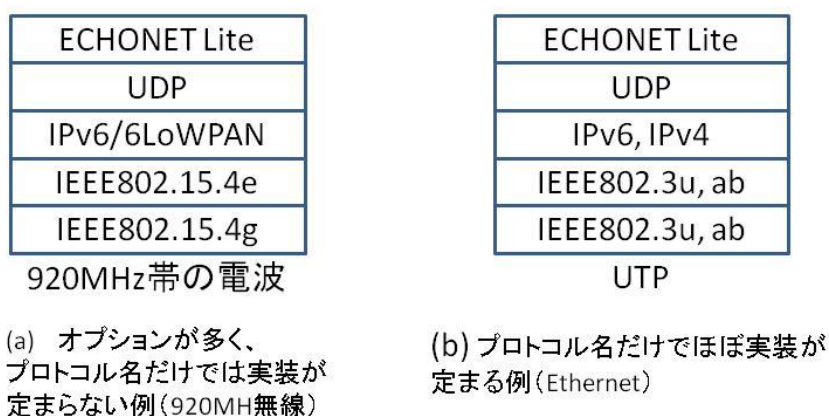 ECHONET Lite
UDP
IPv6/6LoWPAN
IEEE802.15.4e
IEEE802.15.4g
920MHz帯の電波
(a) オプションが多く、
プロトコル名だけでは実装が
定まらない例(920MH無線)
ECHONET Lite
UDP
IPv6, IPv4
IEEE802.3u, ab
IEEE802.3u, ab
UTP
(b) プロトコル名だけでほぼ実装が
定まる例(Ethernet)